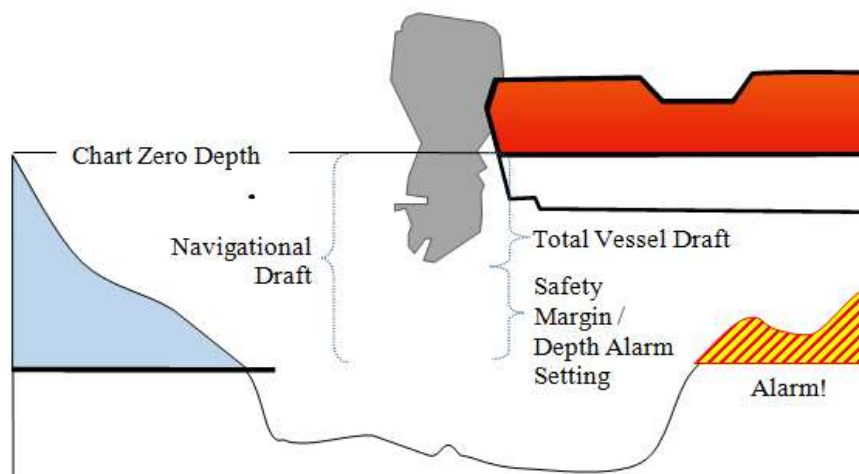 Chart Zero Depth
Navigational
Draft
Total Vessel Draft
Safety
Margin /
Depth Alarm
Setting
Alarm!